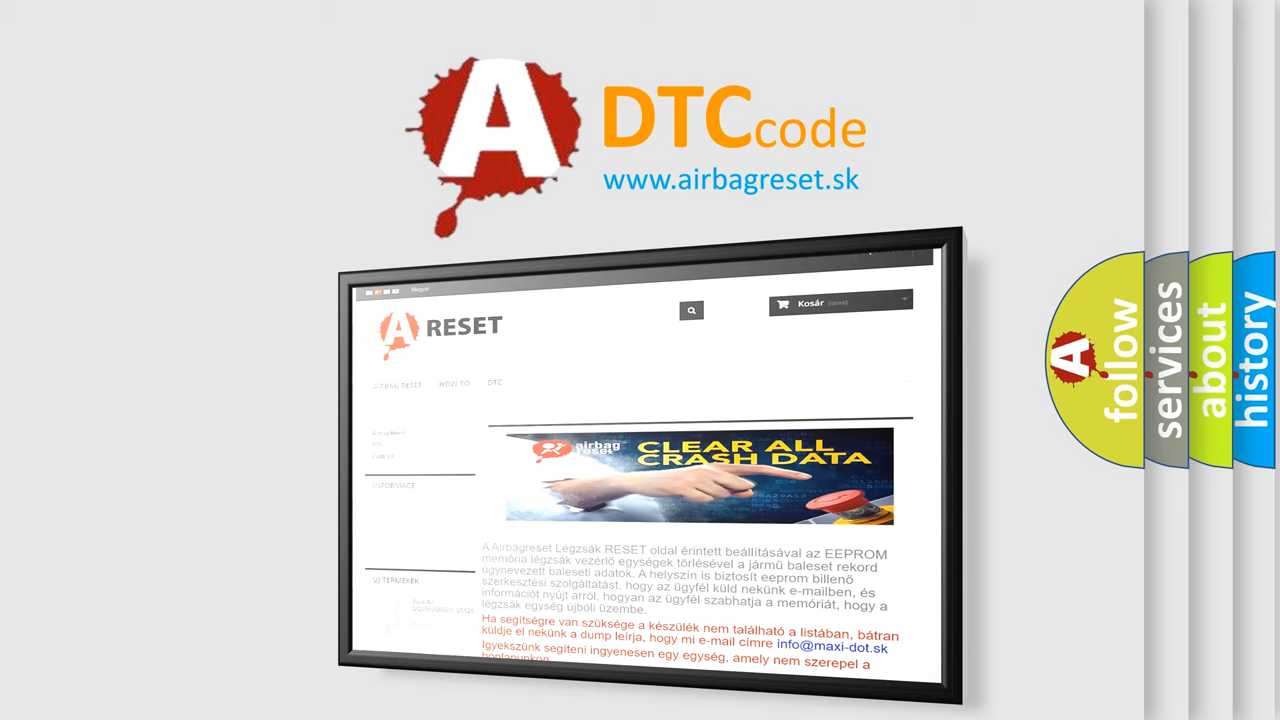 A DTCcode
www.airbagreset.sk
Magyar
A RESET
Kosár (üres)
AIRBAG RESET HOW TO DTC
INFORMACE
airbag
reset
CLEAR ALL
CRASH DATA
A Airbagreset Légzsák RESET oldal érintett beállításával az EEPROM
memória légzsák vezérlő egységek törlésével a jármű baleset rekord
úgynevezett baleseti adatok. A helyszín is biztosít eeprom billenő
szerkesztési szolgáltatást, hogy az ügyfél küld nekünk e-mailben, és
információt nyújt arról, hogyan az ügyfél szabhatja a memóriát, hogy a
légzsák egység újbóli üzembe.
Ha segítségre van szüksége a készülék nem található a listában, bátran
küldje el nekünk a dump leírja, hogy mi e-mail címre info@maxi-dot.sk
Igyekszünk segíteni ingyenesen egy egység, amely nem szerepel a
honlapunkon
ÚJ TERMÉKEK
A follow
services
about
history